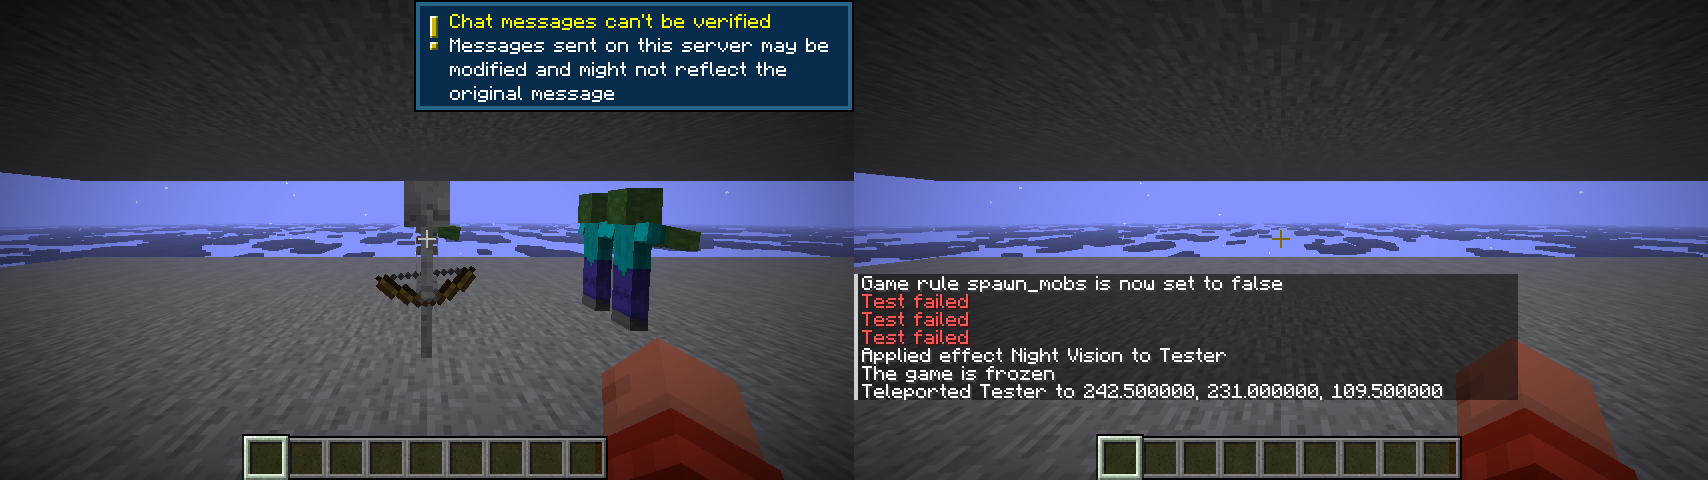 Chat messages can't be verified
Messages sent on this server may be
modified and might not reflect the
original message
Game rule spawn_mobs is now set to false
Test failed
Test failed
Test failed
Applied effect Night Vision to Tester
The game is frozen
Teleported Tester to 242.500000, 231.000000, 109.500000